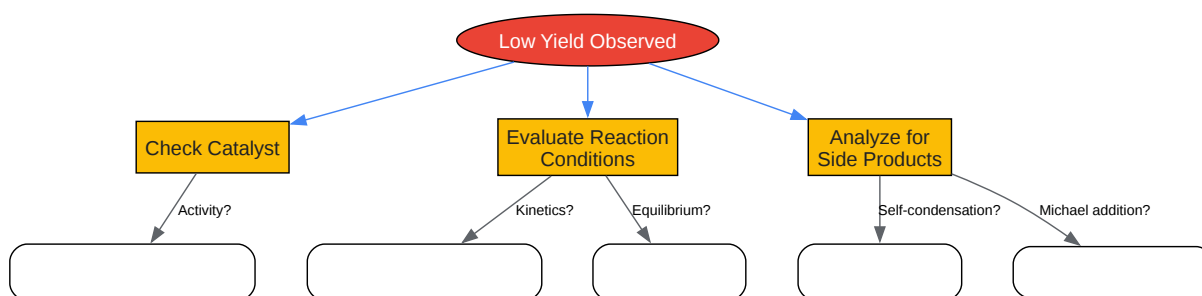 Low Yield Observed
Check Catalyst
Evaluate Reaction
Conditions
Analyze for
Side Products
Activity?
Kinetics?
Equilibrium?
Self-condensation?
Michael addition?